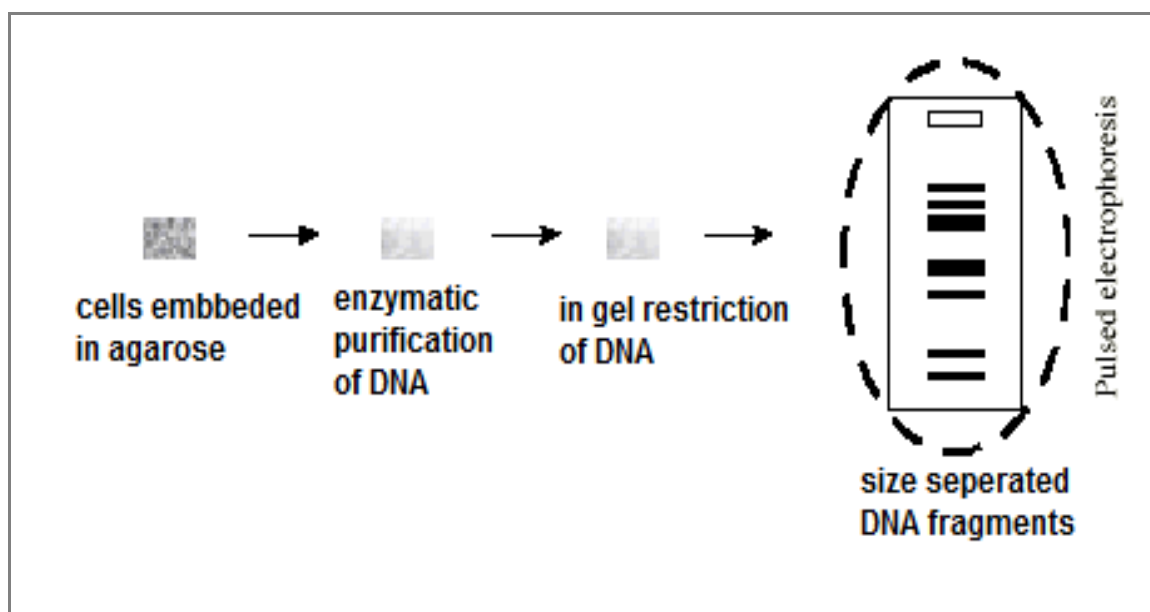 cells embbeded
in agarose
enzymatic
purification
of DNA
in gel restriction
of DNA
Pulsed electrophoresis
size seperated
DNA fragments